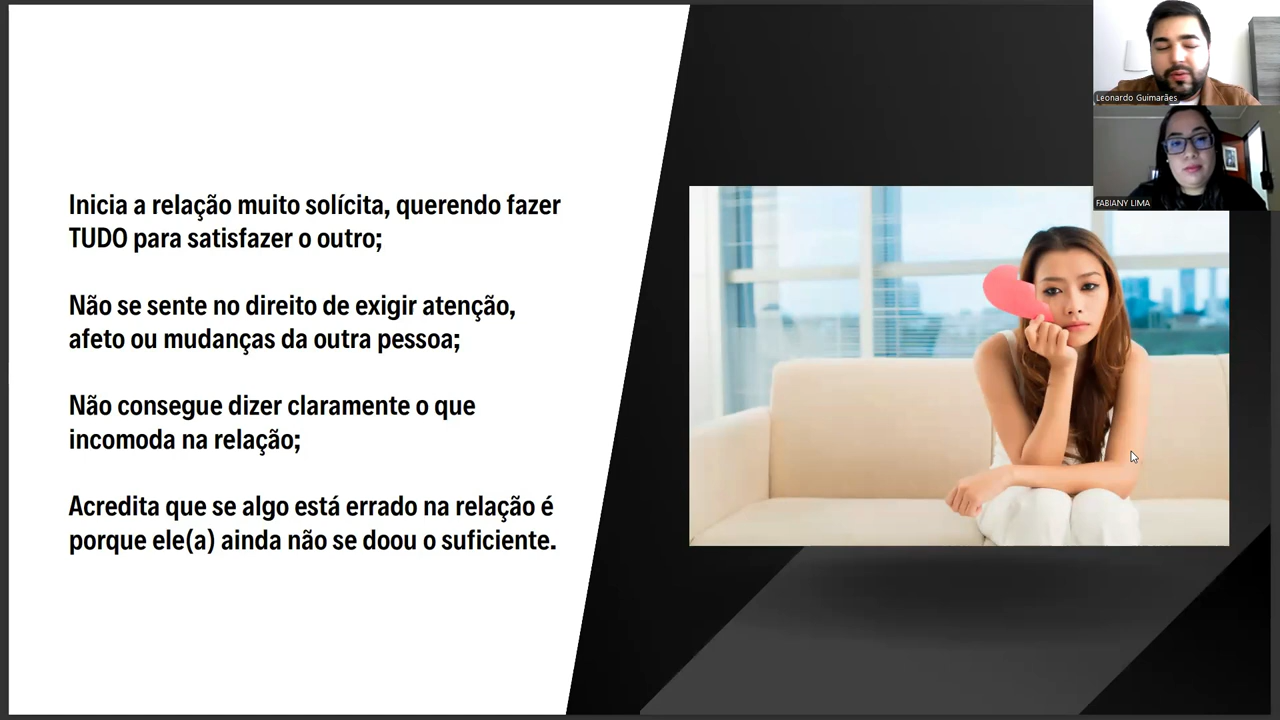 Inicia a relação muito solícita, querendo fazer
TUDO para satisfazer o outro;
Não se sente no direito de exigir atenção,
afeto ou mudanças da outra pessoa;
Não consegue dizer claramente o que
incomoda na relação;
Acredita que se algo está errado na relação é
porque ele(a) ainda não se doou o suficiente.
Leonardo Guimarães
FABIANY LIMA